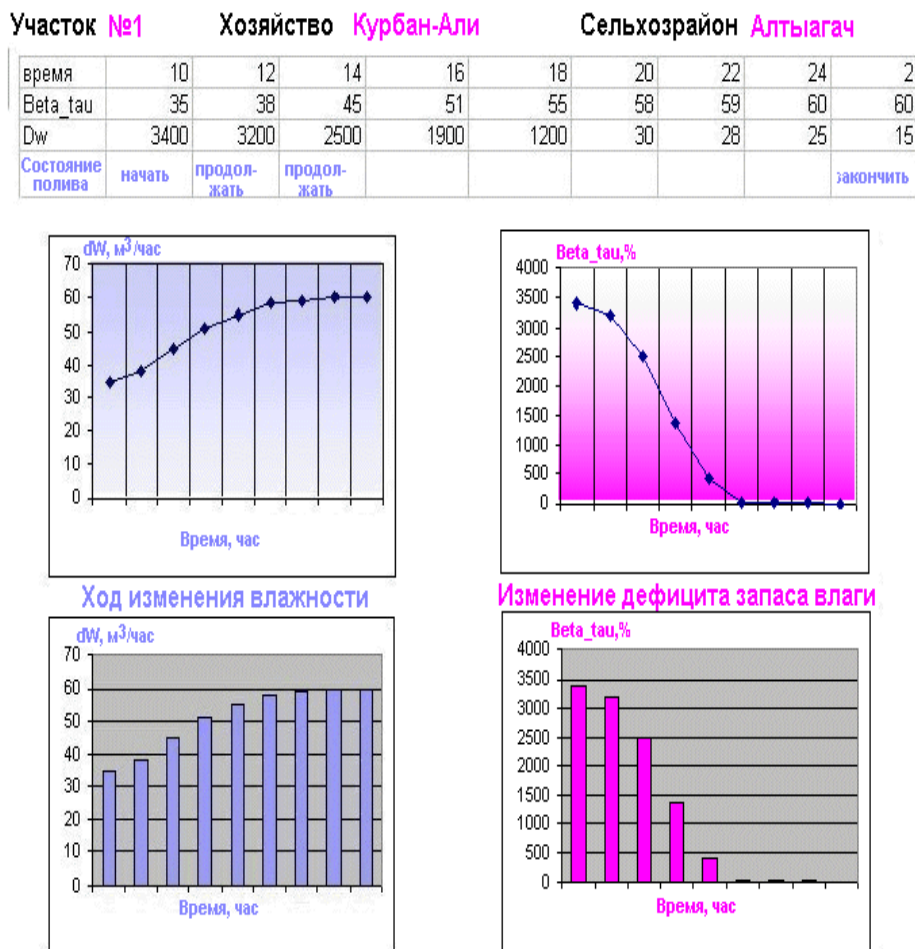 Участок №1 Хозяйство Курбан-Али Сельхозрайон Алтыагач
время 10 12 14 16 18 20 22 24 2
Beta_tau 35 38 45 51 55 58 59 60 60
Dw 3400 3200 2500 1900 1200 30 28 25 15
Состояние полива начать продол-жать продол-жать закончить
dW, м³/час
70
60
50
40
30
20
10
0
Время, час
Beta_tau,%
4000
3500
3000
2500
2000
1500
1000
500
0
Время, час
Ход изменения влажности
Изменение дефицита запаса влаги
dW, м³/час
70
60
50
40
30
20
10
0
Время, час
Beta_tau,%
4000
3500
3000
2500
2000
1500
1000
500
0
Время, час